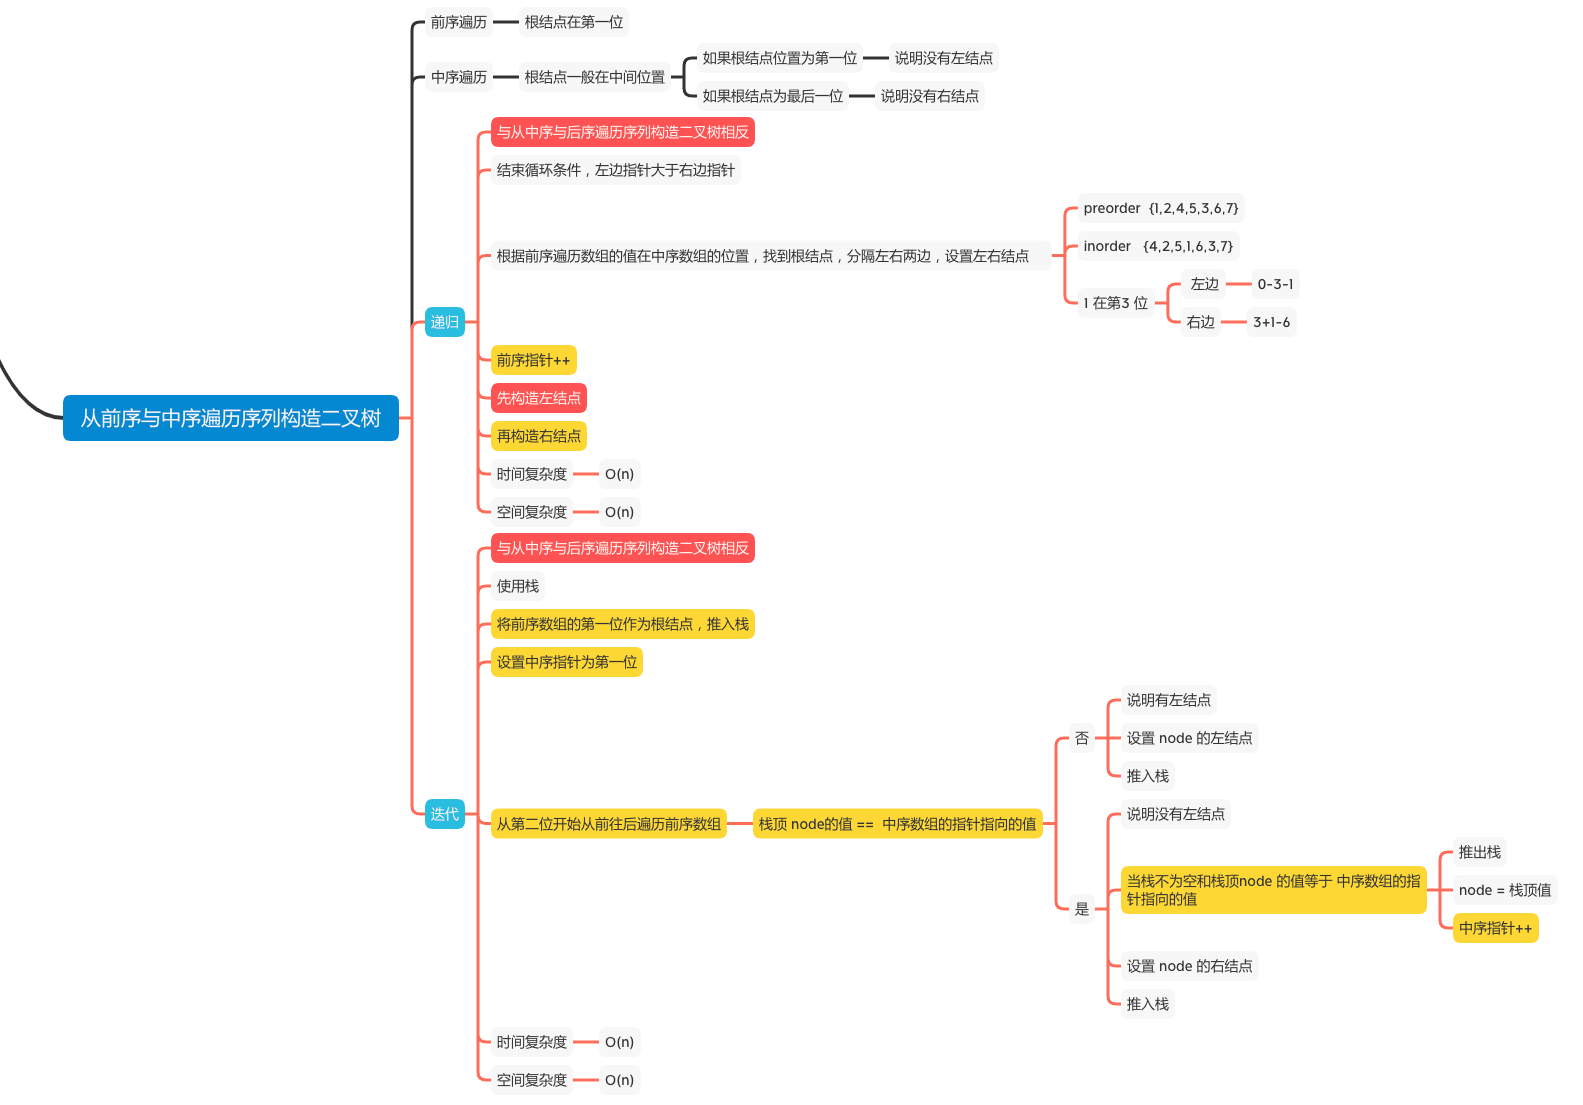 从前序与中序遍历序列构造二叉树
前序遍历
根结点在第一位
中序遍历
根结点一般在中间位置
如果根结点位置为第一位
说明没有左结点
如果根结点为最后一位
说明没有右结点
递归
与从中序与后序遍历序列构造二叉树相反
结束循环条件，左边指针大于右边指针
根据前序遍历数组的值在中序数组的位置，找到根结点，分隔左右两边，设置左右结点
preorder {1,2,4,5,3,6,7}
inorder {4,2,5,1,6,3,7}
1 在第3 位
左边
0-3-1
右边
3+1-6
前序指针++
先构造左结点
再构造右结点
时间复杂度
O(n)
空间复杂度
O(n)
迭代
与从中序与后序遍历序列构造二叉树相反
使用栈
将前序数组的第一位作为根结点，推入栈
设置中序指针为第一位
从第二位开始从前往后遍历前序数组
栈顶 node的值 == 中序数组的指针指向的值
否
说明有左结点
设置 node 的左结点
推入栈
是
说明没有左结点
当栈不为空和栈顶node 的值等于 中序数组的指
针指向的值
推出栈
node = 栈顶值
中序指针++
设置 node 的右结点
推入栈
时间复杂度
O(n)
空间复杂度
O(n)